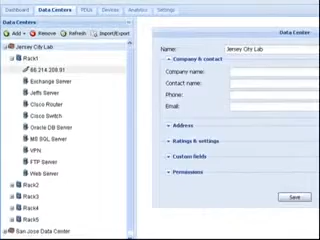 Dashboard Data Centers PDUs Devices Analytics Settings
Data Centers
Add Remove Refresh Import/Export
Jersey City Lab
Rack1
66.214.208.91
Exchange Server
Jeffs Server
Cisco Router
Cisco Switch
Oracle DB Server
MS SQL Server
VPN
FTP Server
Web Server
Rack2
Rack3
Rack4
Rack5
San Jose Data Center
Data Center
Name: Jersey City Lab
Company & contact
Company name:
Contact name:
Phone:
Email:
Address
Ratings & settings
Custom fields
Permissions
Save